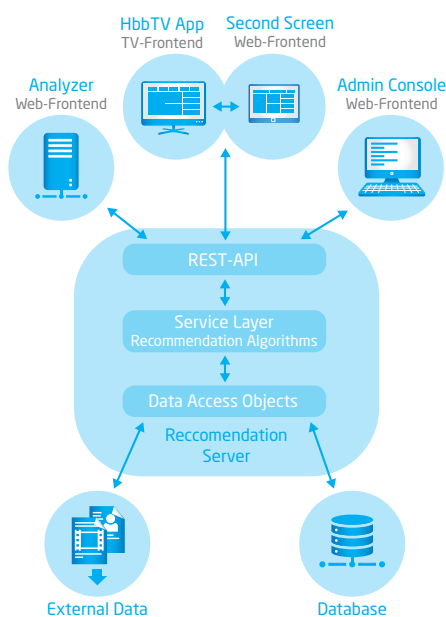 HbbTV App
TV-Frontend
Second Screen
Web-Frontend
Analyzer
Web-Frontend
Admin Console
Web-Frontend
REST-API
Service Layer
Recommendation Algorithms
Data Access Objects
Reccomendation
Server
External Data
Database